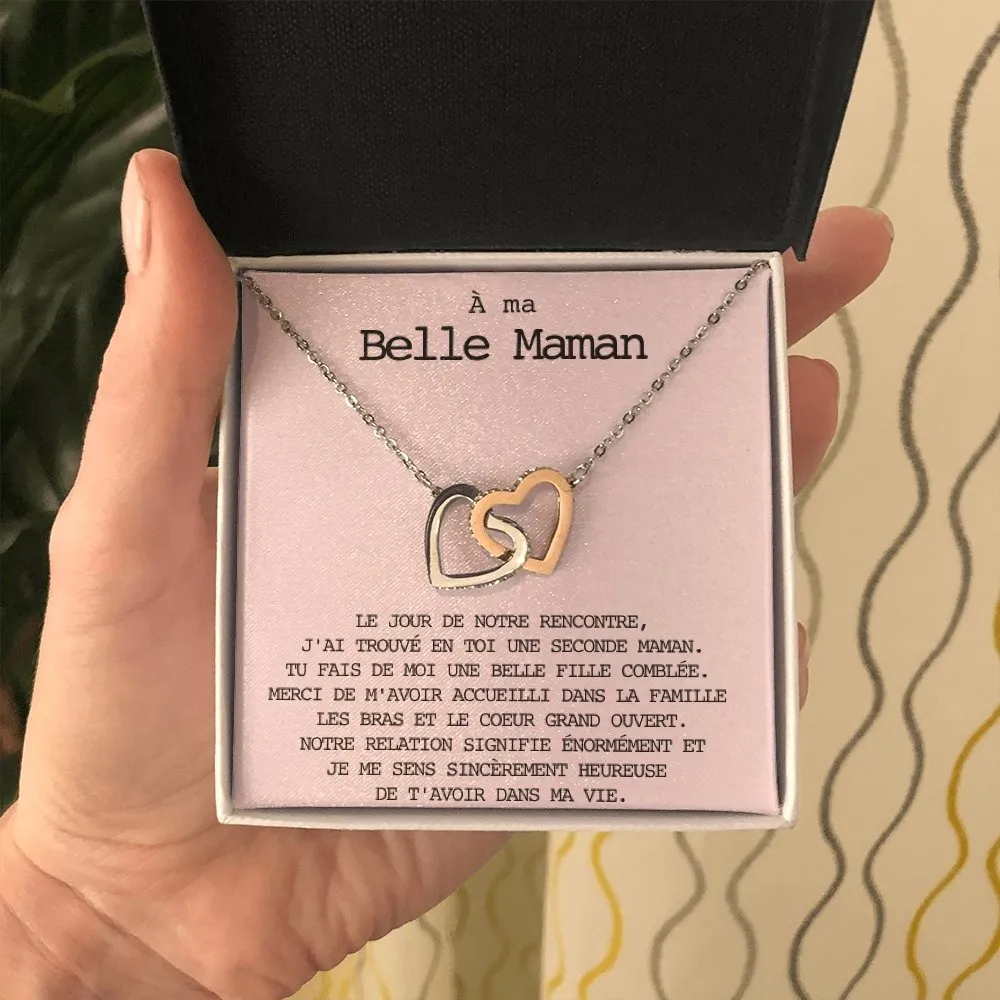 À ma
Belle Maman
LE JOUR DE NOTRE RENCONTRE,
J'AI TROUVÉ EN TOI UNE SECONDE MAMAN.
TU FAIS DE MOI UNE BELLE FILLE COMBLÉE.
MERCI DE M'AVOIR ACCUEILLI DANS LA FAMILLE
LES BRAS ET LE COEUR GRAND OUVERT.
NOTRE RELATION SIGNIFIE ÉNORMÉMENT ET
JE ME SENS SINCÈREMENT HEUREUSE
DE T'AVOIR DANS MA VIE.